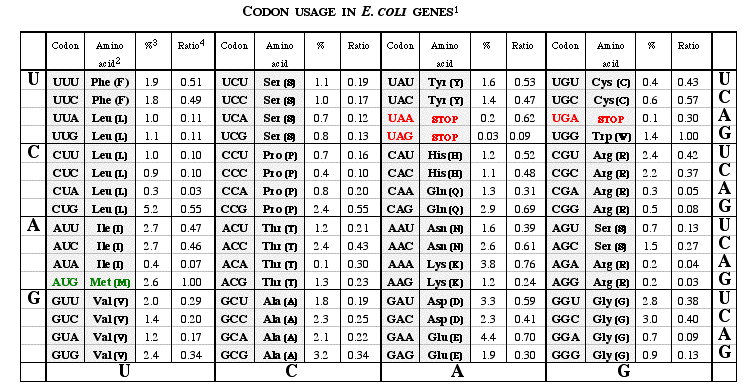 CODON USAGE IN E. COLI GENES1
Codon Amino acid2 %3 Ratio4 Codon Amino acid % Ratio Codon Amino acid % Ratio Codon Amino acid % Ratio
U UUU Phe (F) 1.9 0.51 UCU Ser (S) 1.1 0.19 UAU Tyr (Y) 1.6 0.53 UGU Cys (C) 0.4 0.43 U
UUC Phe (F) 1.8 0.49 UCC Ser (S) 1.0 0.17 UAC Tyr (Y) 1.4 0.47 UGC Cys (C) 0.6 0.57 C
UUA Leu (L) 1.0 0.11 UCA Ser (S) 0.7 0.12 UAA STOP 0.2 0.62 UGA STOP 0.1 0.30 A
UUG Leu (L) 1.1 0.11 UCG Ser (S) 0.8 0.13 UAG STOP 0.03 0.09 UGG Trp (W) 1.4 1.00 G
C CUU Leu (L) 1.0 0.10 CCU Pro (P) 0.7 0.16 CAU His (H) 1.2 0.52 CGU Arg (R) 2.4 0.42 U
CUC Leu (L) 0.9 0.10 CCC Pro (P) 0.4 0.10 CAC His (H) 1.1 0.48 CGC Arg (R) 2.2 0.37 C
CUA Leu (L) 0.3 0.03 CCA Pro (P) 0.8 0.20 CAA Gln (Q) 1.3 0.31 CGA Arg (R) 0.3 0.05 A
CUG Leu (L) 5.2 0.55 CCG Pro (P) 2.4 0.55 CAG Gln (Q) 2.9 0.69 CGG Arg (R) 0.5 0.08 G
A AUU Ile (I) 2.7 0.47 ACU Thr (T) 1.2 0.21 AAU Asn (N) 1.6 0.39 AGU Ser (S) 0.7 0.13 U
AUC Ile (I) 2.7 0.46 ACC Thr (T) 2.4 0.43 AAC Asn (N) 2.6 0.61 AGC Ser (S) 1.5 0.27 C
AUA Ile (I) 0.4 0.07 ACA Thr (T) 0.1 0.30 AAA Lys (K) 3.8 0.76 AGA Arg (R) 0.2 0.04 A
AUG Met (M) 2.6 1.00 ACG Thr (T) 1.3 0.23 AAG Lys (K) 1.2 0.24 AGG Arg (R) 0.2 0.03 G
G GUU Val (V) 2.0 0.29 GCU Ala (A) 1.8 0.19 GAU Asp (D) 3.3 0.59 GGU Gly (G) 2.8 0.38 U
GUC Val (V) 1.4 0.20 GCC Ala (A) 2.3 0.25 GAC Asp (D) 2.3 0.41 GGC Gly (G) 3.0 0.40 C
GUA Val (V) 1.2 0.17 GCA Ala (A) 2.1 0.22 GAA Glu (E) 4.4 0.70 GGA Gly (G) 0.7 0.09 A
GUG Val (V) 2.4 0.34 GCG Ala (A) 3.2 0.34 GAG Glu (E) 1.9 0.30 GGG Gly (G) 0.9 0.13 G
U C A G